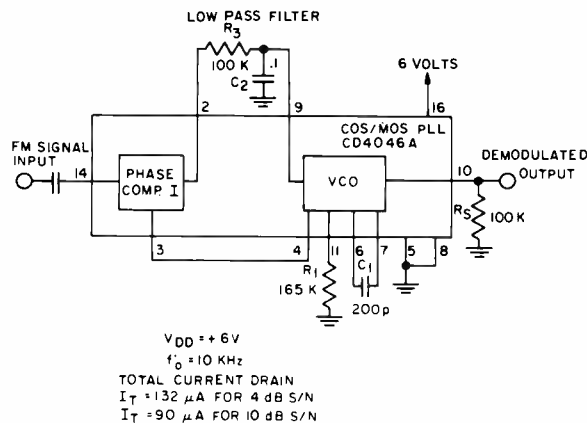 LOW PASS FILTER
R3
100 K
.1
C2
6 VOLTS
2
9
16
COS/MOS PLL
CD4046A
FM SIGNAL
INPUT
14
PHASE
COMP. I
VCO
10
DEMODULATED
OUTPUT
RS
100 K
3
4
11
6
7
5
8
R1
165 K
C1
200p
VDD = +6V
fo = 10 KHz
TOTAL CURRENT DRAIN
IT = 132 μA FOR 4 dB S/N
IT = 90 μA FOR 10 dB S/N